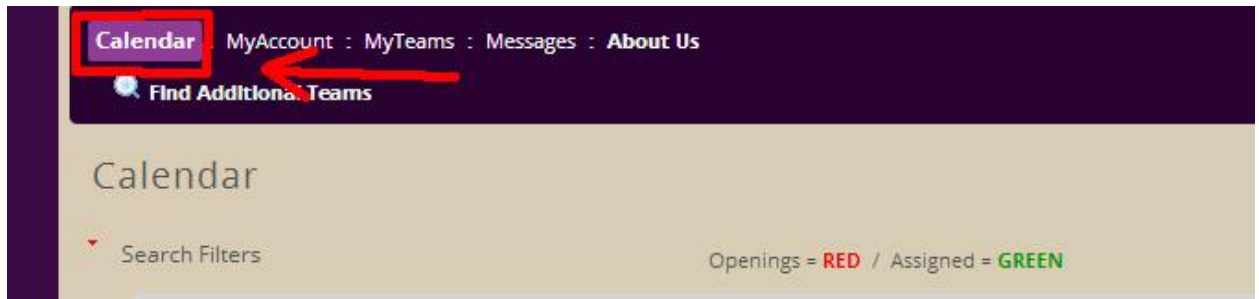 Calendar : MyAccount : MyTeams : Messages : About Us
Find Additional Teams
Calendar
Search Filters
Openings = RED / Assigned = GREEN